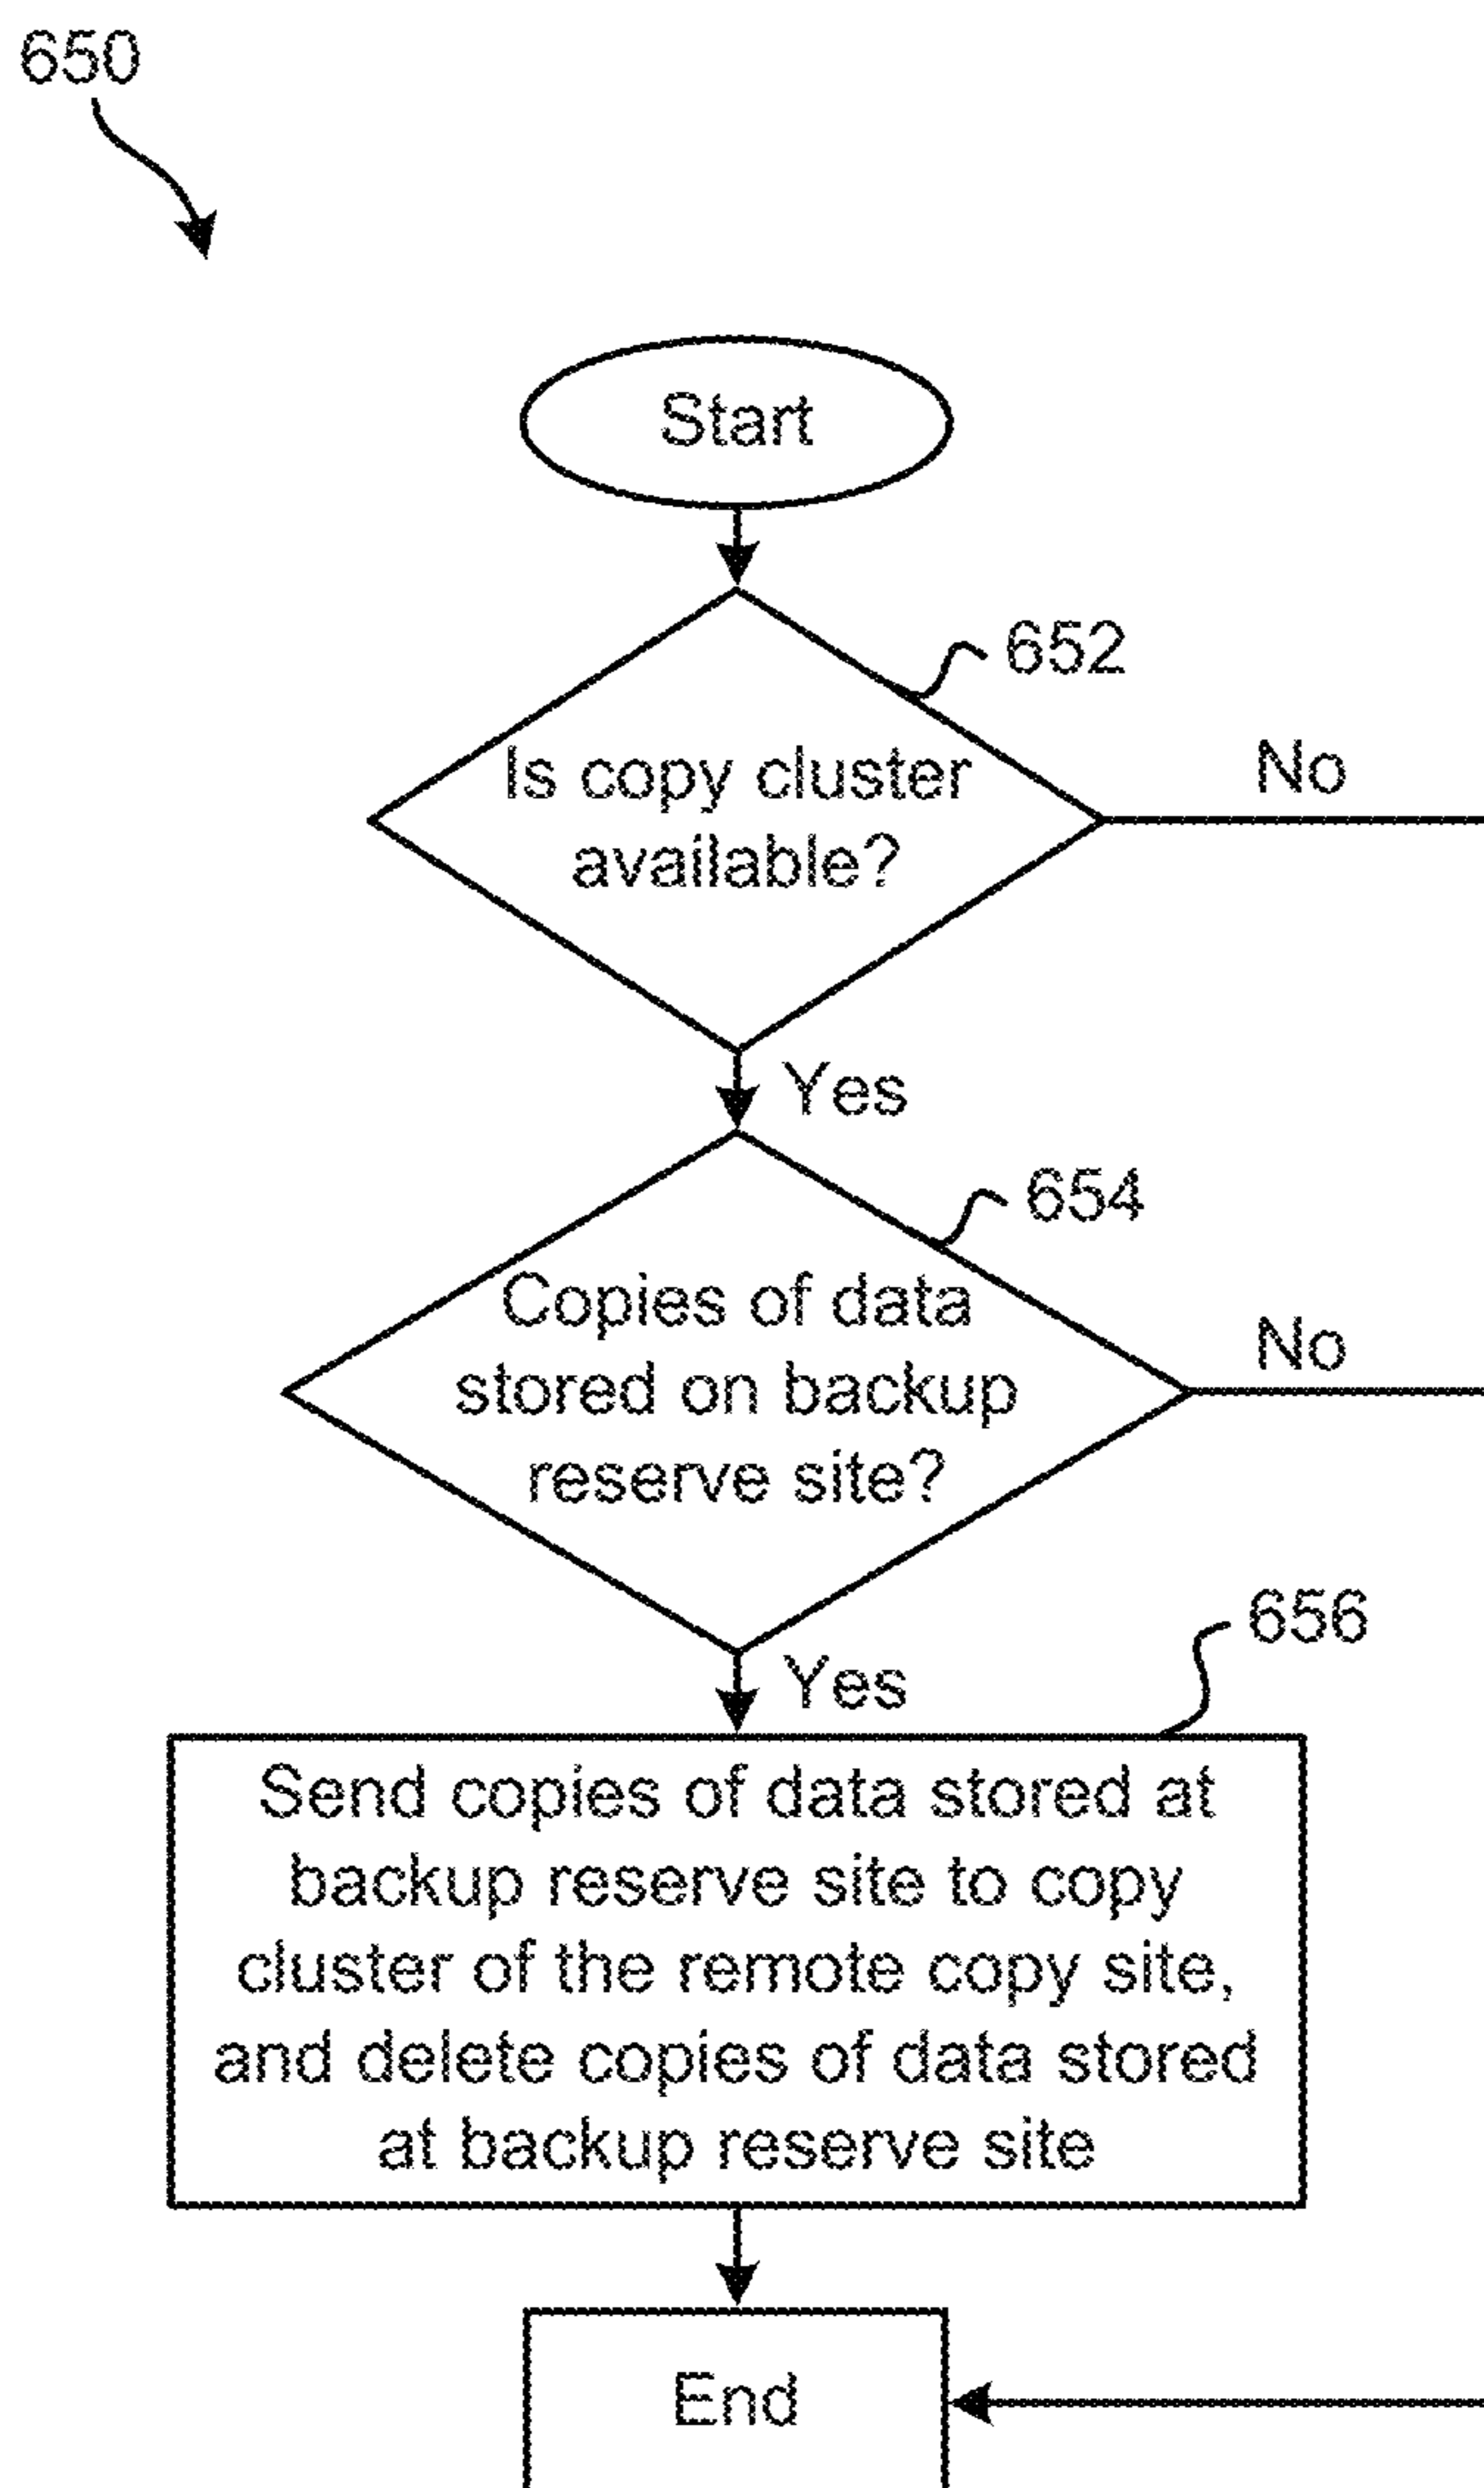 650
Start
652
Is copy cluster
available?
No
Yes
654
Copies of data
stored on backup
reserve site?
No
Yes
656
Send copies of data stored at
backup reserve site to copy
cluster of the remote copy site,
and delete copies of data stored
at backup reserve site
End